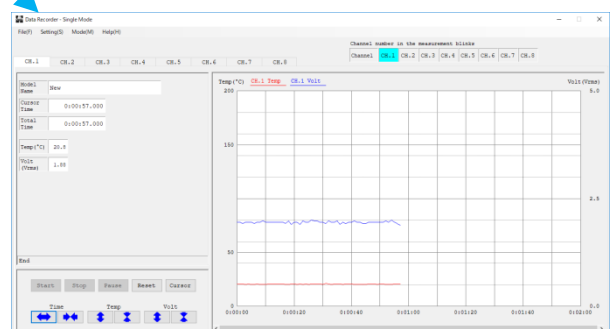 Data Recorder - Single Mode
File(F) Setting(S) Mode(M) Help(H)
Channel number in the measurement blinks
Channel CH.1 CH.2 CH.3 CH.4 CH.5 CH.6 CH.7 CH.8
CH.1 CH.2 CH.3 CH.4 CH.5 CH.6 CH.7 CH.8
Model Name New
Cursor Time 0:00:57.000
Total Time 0:00:57.000
Temp(°C) 20.8
Volt (Vrms) 1.88
End
Start Stop Pause Reset Cursor
Time Temp Volt
Temp(°C) CH.1 Temp CH.1 Volt Volt(Vrms)
200 5.0
150
2.5
50
0 0.0
0:00:00 0:00:20 0:00:40 0:01:00 0:01:20 0:01:40 0:02:00